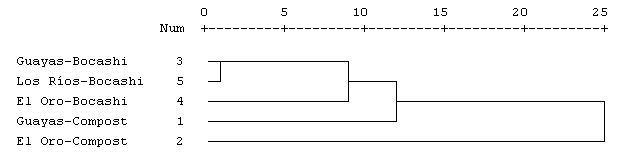 0 5 10 15 20 25
Num
Guayas-Bocashi 3
Los Ríos-Bocashi 5
El Oro-Bocashi 4
Guayas-Compost 1
El Oro-Compost 2